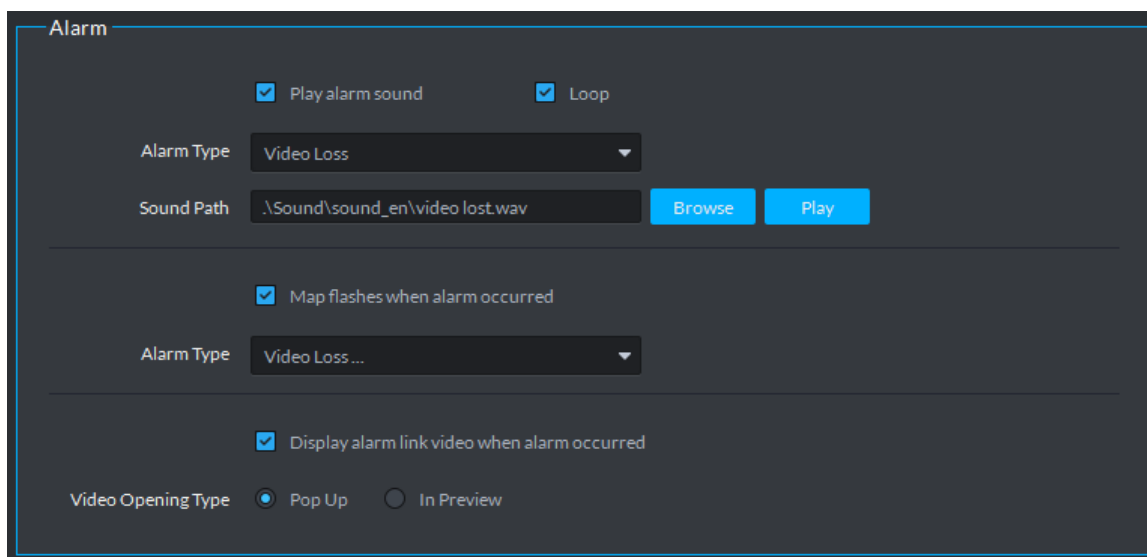 Alarm
Play alarm sound Loop
Alarm Type Video Loss
Sound Path .\Sound\sound_en\video lost.wav Browse Play
Map flashes when alarm occurred
Alarm Type Video Loss ...
Display alarm link video when alarm occurred
Video Opening Type Pop Up In Preview